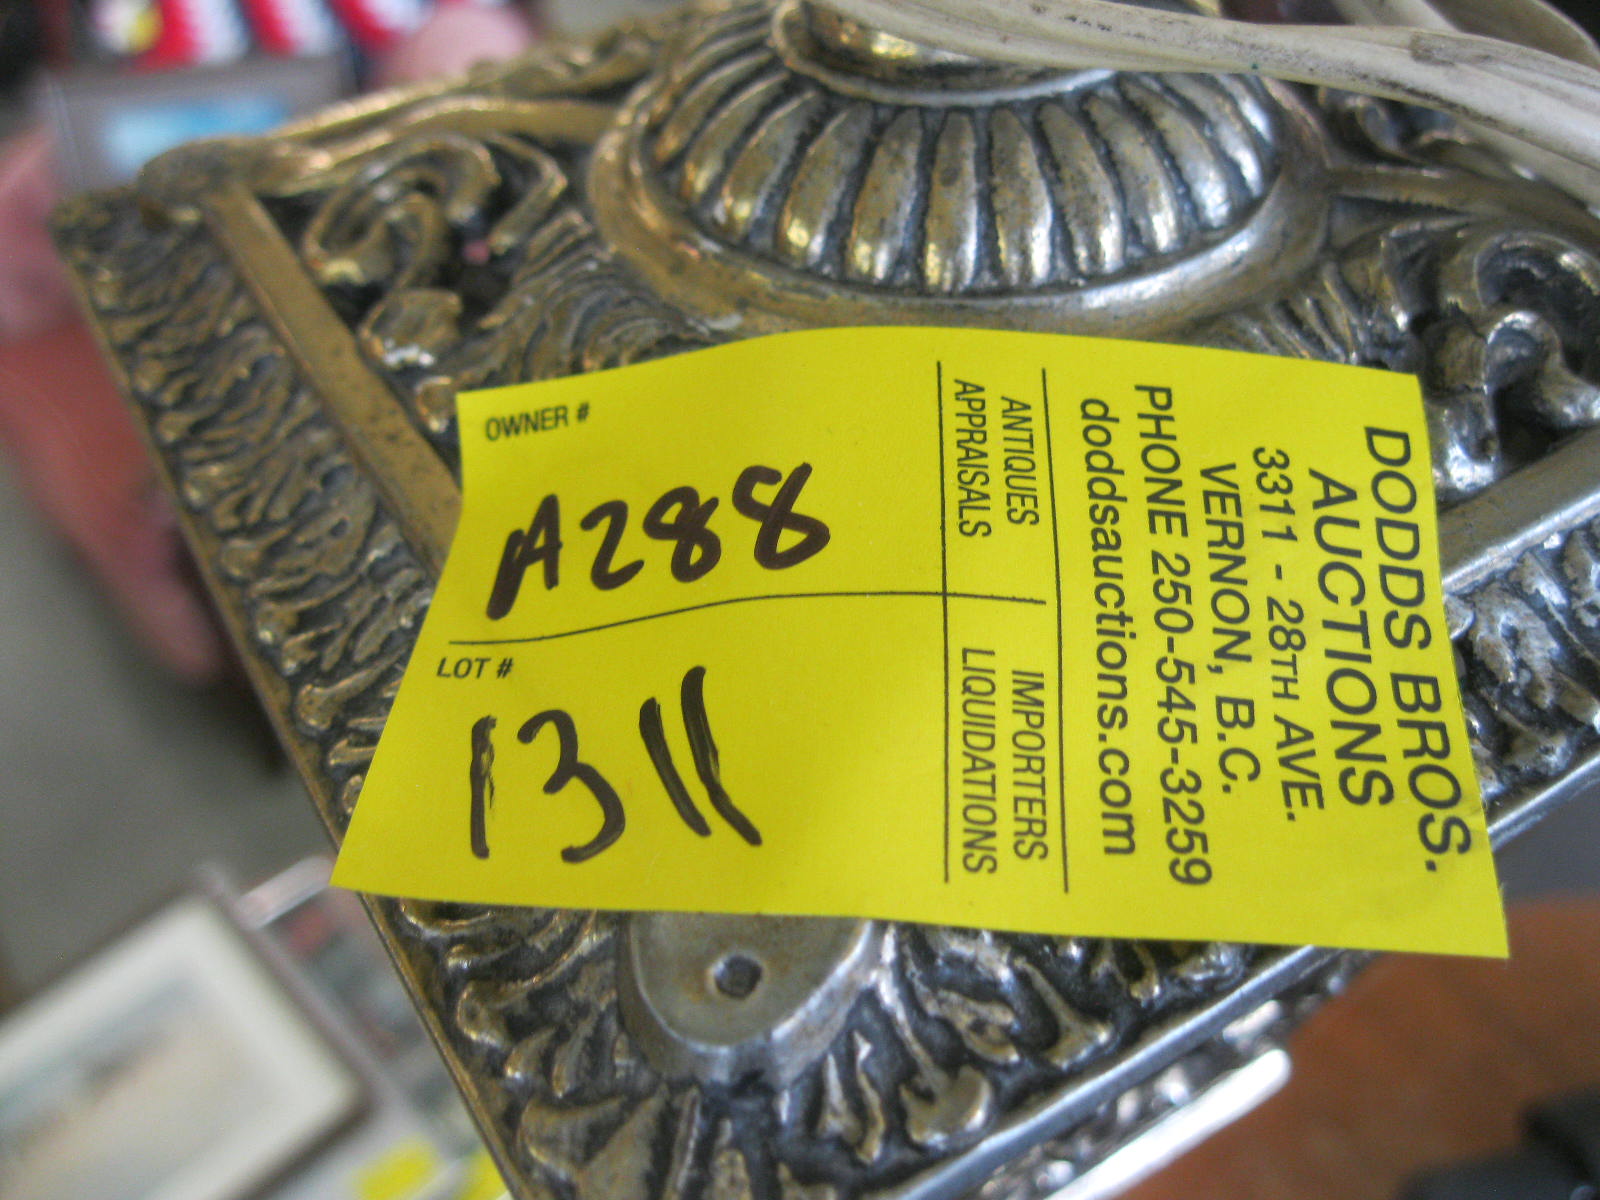 DODDS BROS.
AUCTIONS
3311 - 28TH AVE.
VERNON, B.C.
PHONE 250-545-3259
doddsauctions.com
ANTIQUES
APPRAISALS
IMPORTERS
LIQUIDATIONS
OWNER #
A288
LOT #
1311